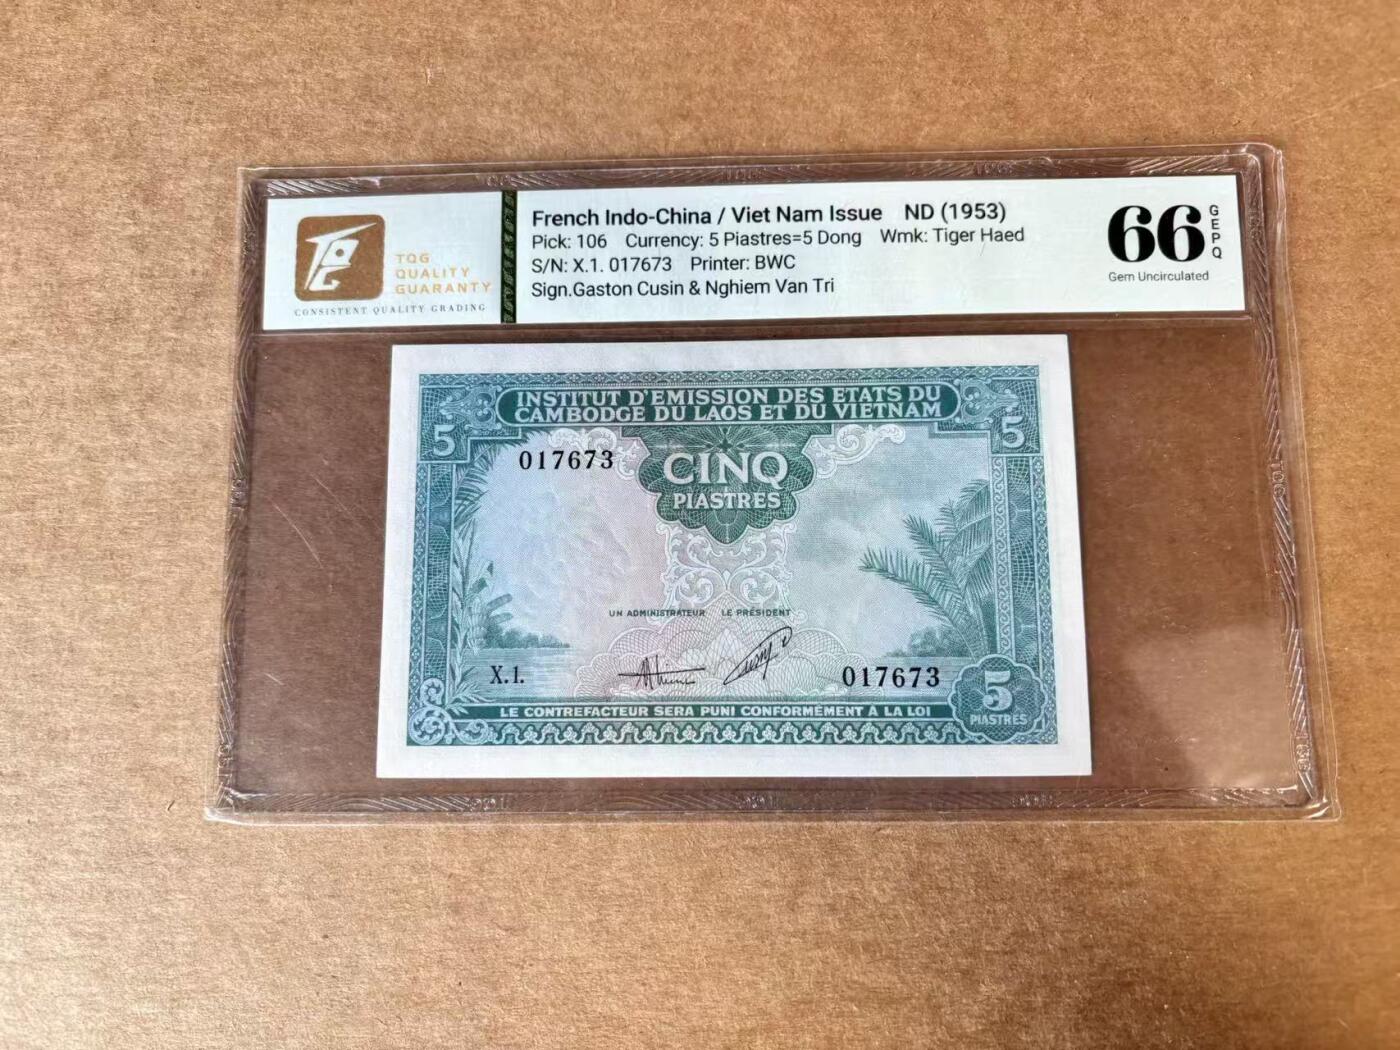 TQG
QUALITY
GUARANTY
CONSISTENT QUALITY GRADING
French Indo-China / Viet Nam Issue ND (1953)
Pick: 106 Currency: 5 Piastres=5 Dong Wmk: Tiger Haed
S/N: X.1. 017673 Printer: BWC
Sign.Gaston Cusin & Nghiem Van Tri
66
GEPQ
Gem Uncirculated
INSTITUT D'EMISSION DES ETATS DU
CAMBODGE DU LAOS ET DU VIETNAM
5
5
017673
CINQ
PIASTRES
UN ADMINISTRATEUR LE PRÉSIDENT
X.1.
017673
5
PIASTRES
LE CONTREFACTEUR SERA PUNI CONFORMÉMENT À LA LOI